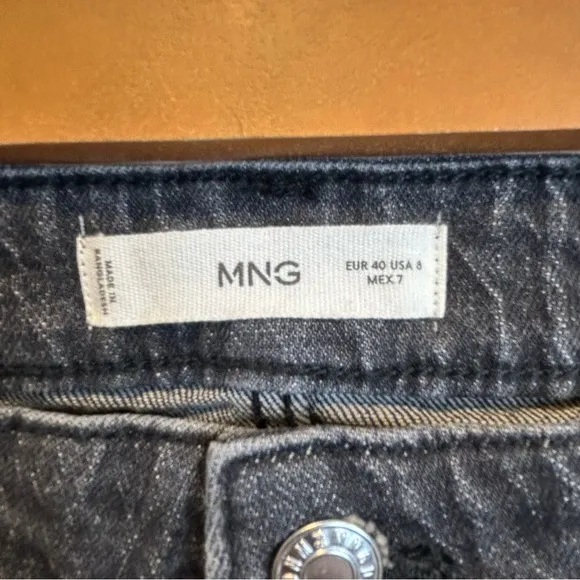 MADE IN
BANGLADESH
MNG
EUR 40 USA 8
MEX 7